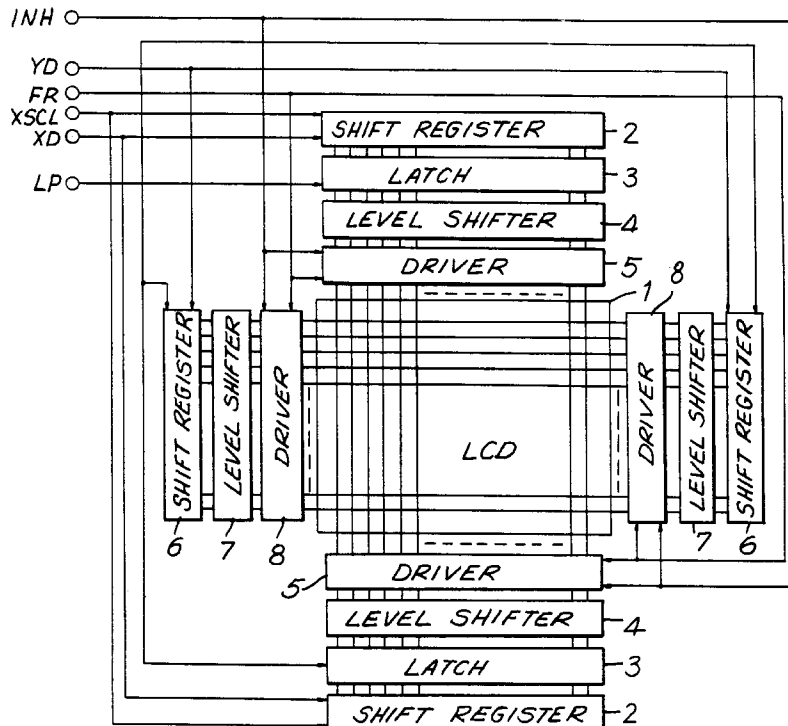 INH
YD
FR
XSCL
XD
LP
SHIFT REGISTER 2
LATCH 3
LEVEL SHIFTER 4
DRIVER 5
1
8
SHIFT REGISTER
LEVEL SHIFTER
DRIVER
LCD
DRIVER
LEVEL SHIFTER
SHIFT REGISTER
6
7
8
7
6
5 DRIVER
LEVEL SHIFTER 4
LATCH 3
SHIFT REGISTER 2